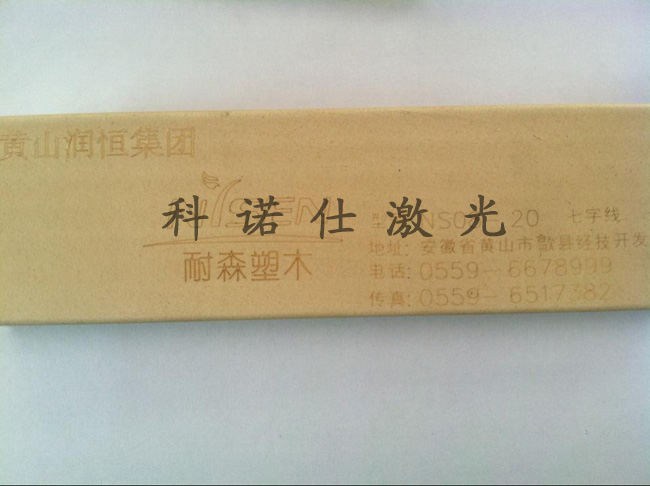 黄山润恒集团
科诺仕激光
20 七字线
耐森塑木
地址: 安徽省黄山市歙县经技开发
电话: 0559-6678999
传真: 0559-6517382